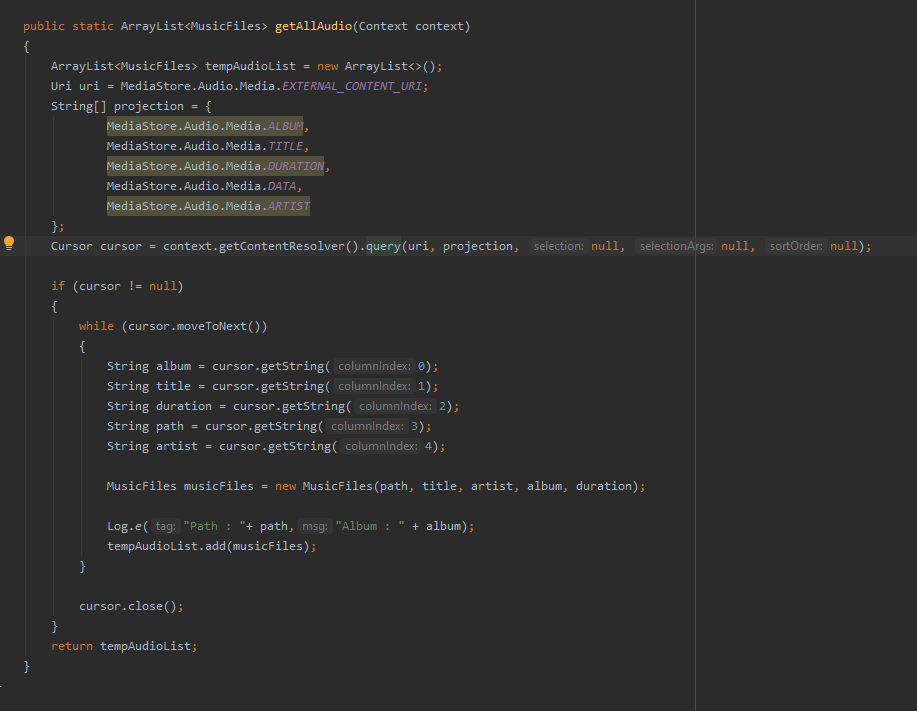 public static ArrayList<MusicFiles> getAllAudio(Context context)
{
ArrayList<MusicFiles> tempAudioList = new ArrayList<>();
Uri uri = MediaStore.Audio.Media.EXTERNAL_CONTENT_URI;
String[] projection = {
MediaStore.Audio.Media.ALBUM,
MediaStore.Audio.Media.TITLE,
MediaStore.Audio.Media.DURATION,
MediaStore.Audio.Media.DATA,
MediaStore.Audio.Media.ARTIST
};
Cursor cursor = context.getContentResolver().query(uri, projection, selection: null, selectionArgs: null, sortOrder: null);
if (cursor != null)
{
while (cursor.moveToNext())
{
String album = cursor.getString( columnIndex: 0);
String title = cursor.getString( columnIndex: 1);
String duration = cursor.getString( columnIndex: 2);
String path = cursor.getString( columnIndex: 3);
String artist = cursor.getString( columnIndex: 4);
MusicFiles musicFiles = new MusicFiles(path, title, artist, album, duration);
Log.e( tag: "Path : "+ path, msg: "Album : " + album);
tempAudioList.add(musicFiles);
}
cursor.close();
}
return tempAudioList;
}